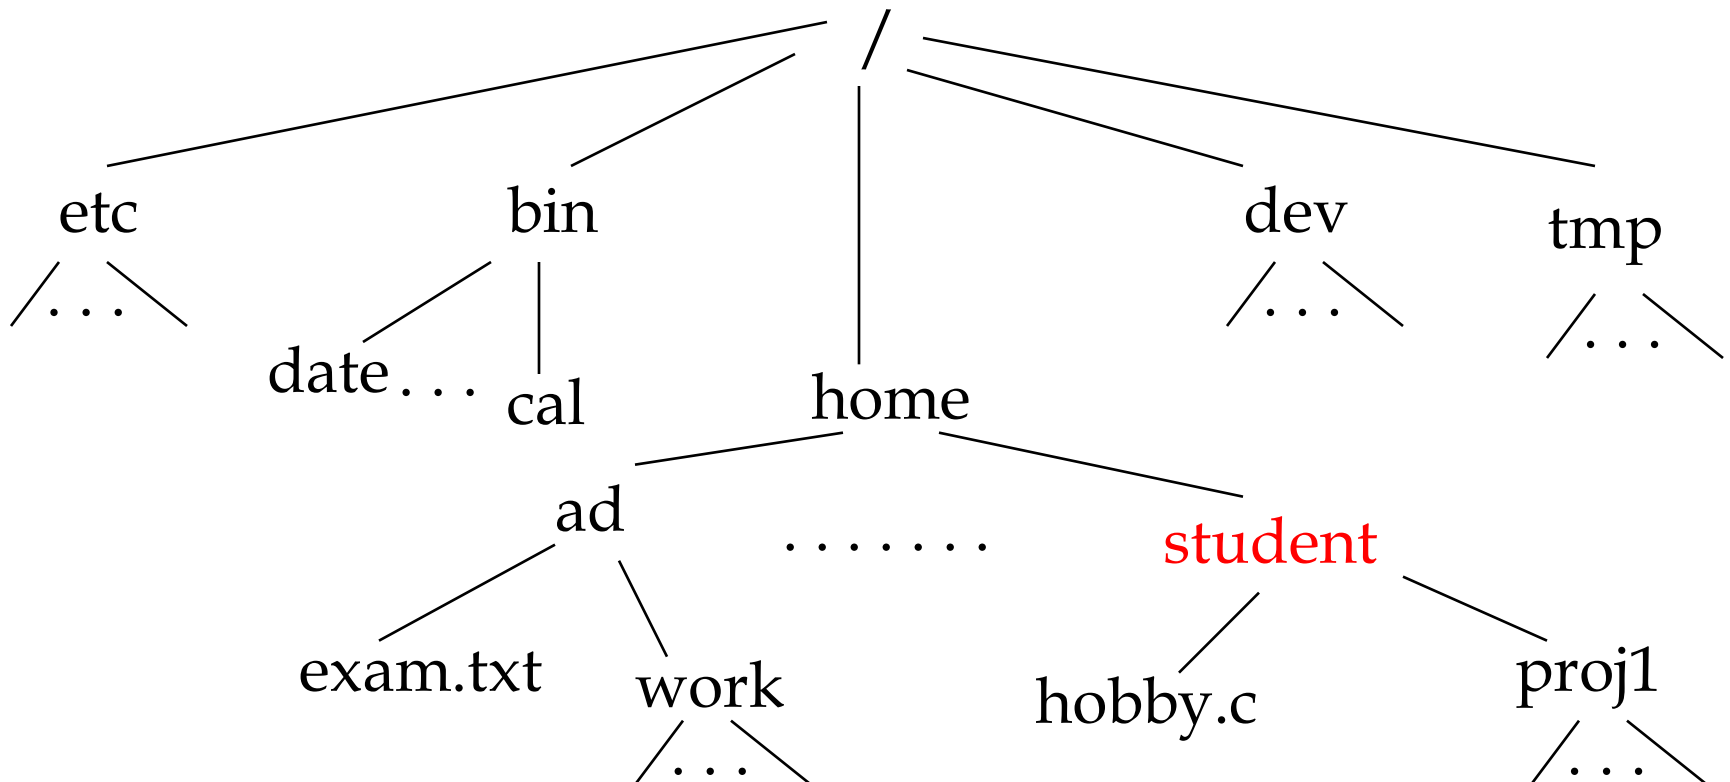 /
etc bin dev tmp
. . . . . . . . .
date . . . cal home
ad . . . . . . . student
exam.txt work hobby.c proj1
. . . . . .